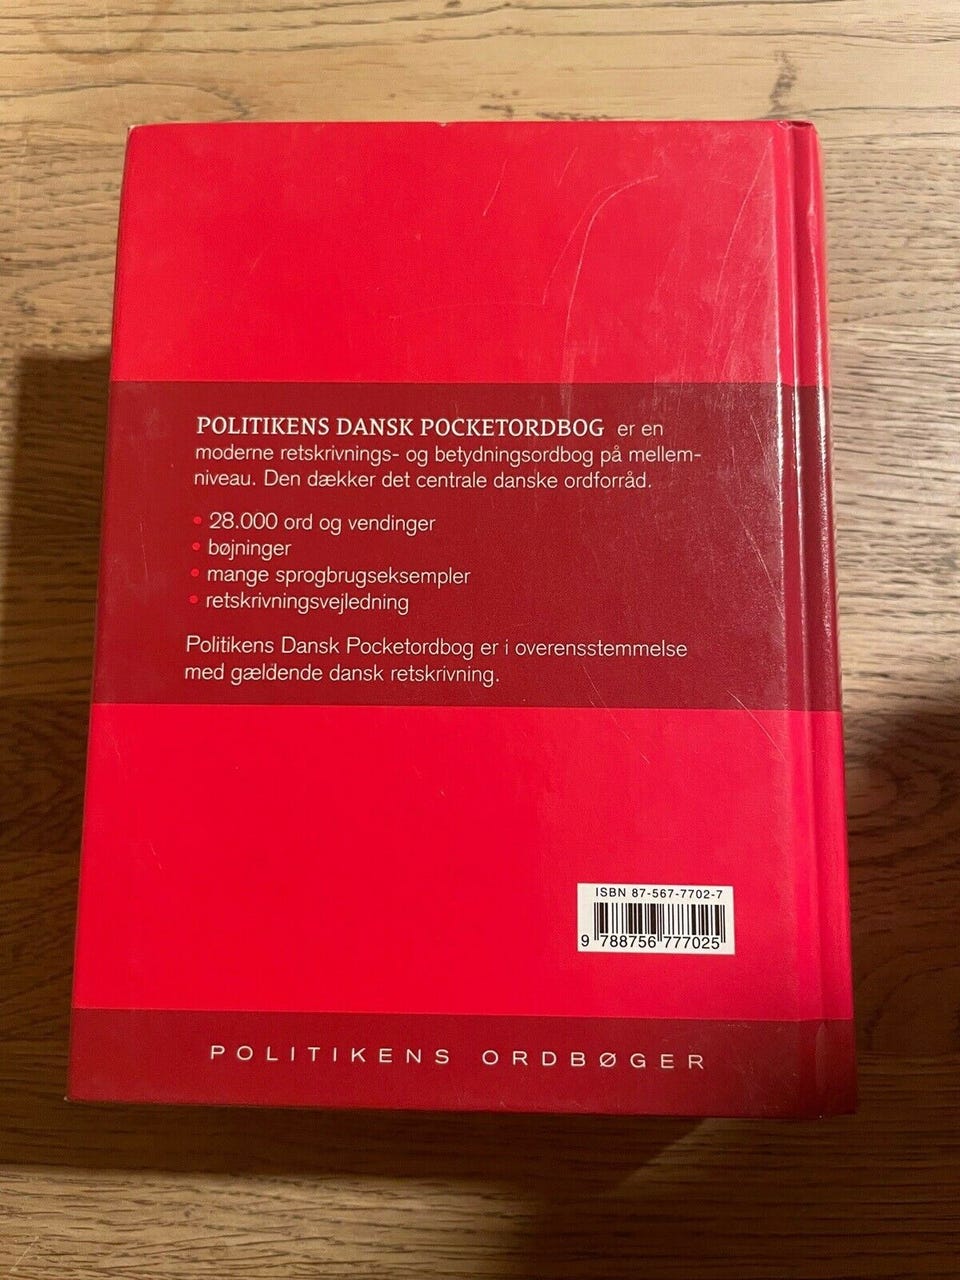 POLITIKENS DANSK POCKETORDBOG er en
moderne retskrivnings- og betydningsordbog på mellem-
niveau. Den dækker det centrale danske ordforråd.
• 28.000 ord og vendinger
• bøjninger
• mange sprogbrugseksempler
• retskrivningsvejledning
Politikens Dansk Pocketordbog er i overensstemmelse
med gældende dansk retskrivning.
ISBN 87-567-7702-7
9 788756 777025
POLITIKENS ORDBØGER